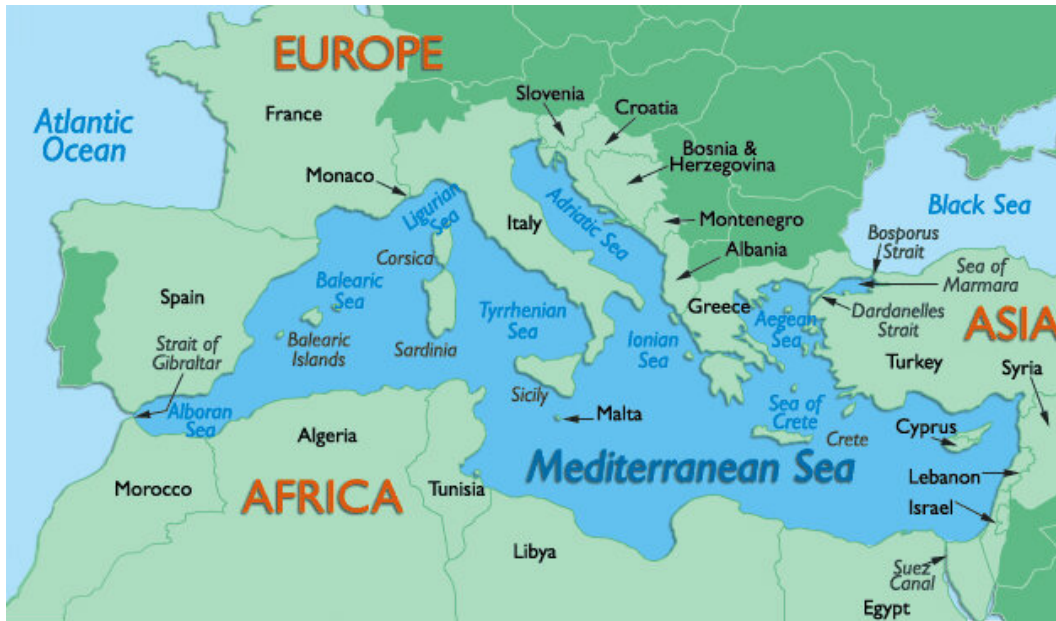 EUROPE
Slovenia
Croatia
France
Atlantic
Ocean
Bosnia &
Herzegovina
Monaco
Ligurian
Sea
Adriatic Sea
Italy
Montenegro
Black Sea
Bosporus
Strait
Corsica
Albania
Sea of
Marmara
Balearic
Sea
Spain
Tyrrhenian
Sea
Greece
Aegean
Sea
Dardanelles
Strait
ASIA
Ionian
Sea
Strait of
Gibraltar
Balearic
Islands
Sardinia
Turkey
Syria
Sicily
Malta
Alboran
Sea
Sea of
Crete
Crete
Cyprus
Algeria
Mediterranean Sea
Lebanon
Morocco
AFRICA
Tunisia
Israel
Libya
Suez
Canal
Egypt